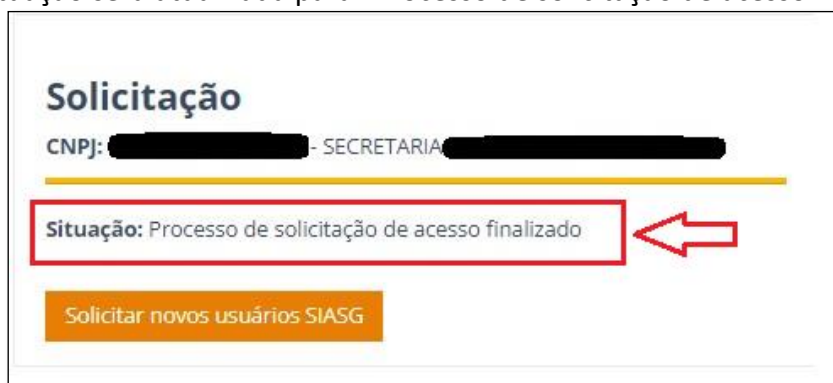 Solicitação
CNPJ: - SECRETARIA
Situação: Processo de solicitação de acesso finalizado
Solicitar novos usuários SIASG